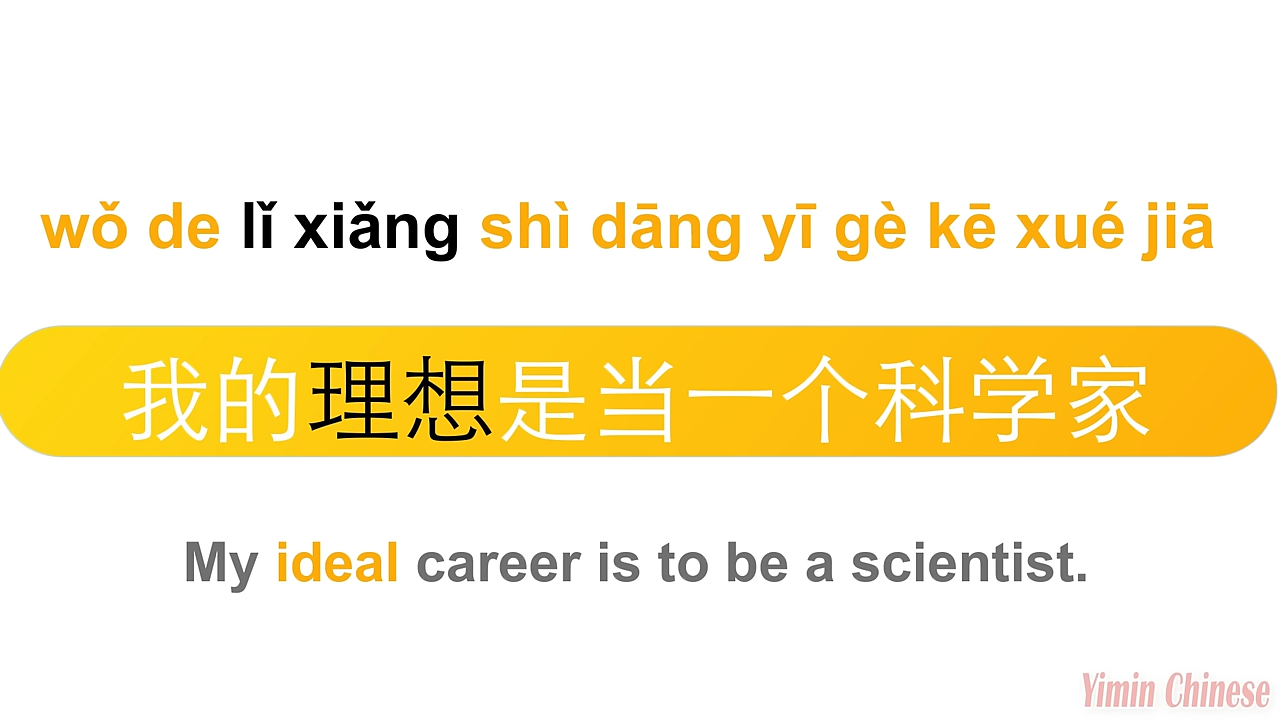 wǒ de lǐ xiǎng shì dāng yī gè kē xué jiā
我的理想是当一个科学家
My ideal career is to be a scientist.
Yimin Chinese